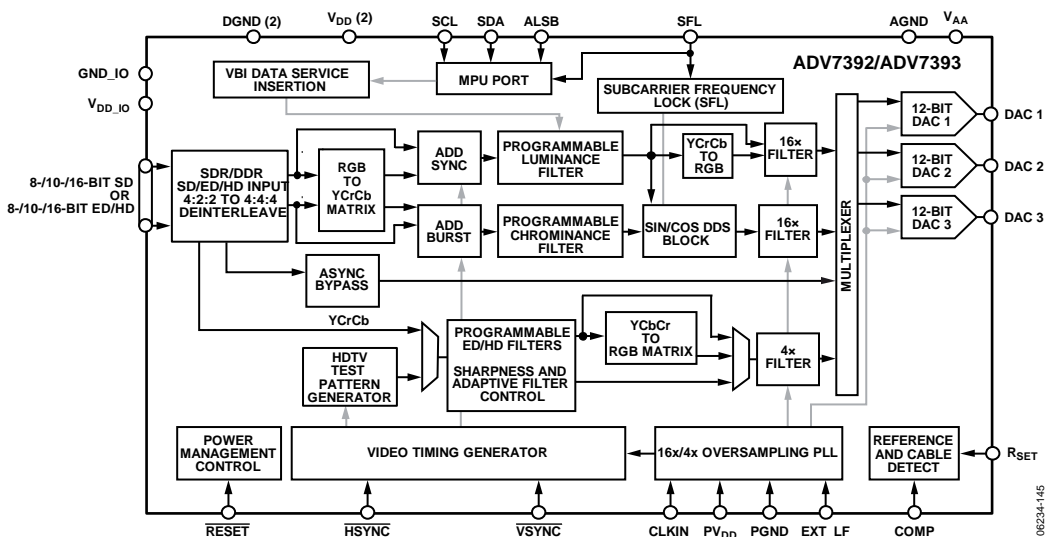 DGND (2)
VDD (2)
SCL
SDA
ALSB
SFL
AGND
VAA
GND_IO
VDD_IO
8-/10-/16-BIT SD
OR
8-/10-/16-BIT ED/HD
ADV7392/ADV7393
VBI DATA SERVICE
INSERTION
MPU PORT
SUBCARRIER FREQUENCY
LOCK (SFL)
SDR/DDR
SD/ED/HD INPUT
4:2:2 TO 4:4:4
DEINTERLEAVE
RGB
TO
YCrCb
MATRIX
ADD
SYNC
PROGRAMMABLE
LUMINANCE
FILTER
YCrCb
TO
RGB
16×
FILTER
ADD
BURST
PROGRAMMABLE
CHROMINANCE
FILTER
SIN/COS DDS
BLOCK
16×
FILTER
MULTIPLEXER
12-BIT
DAC 1
DAC 1
12-BIT
DAC 2
DAC 2
12-BIT
DAC 3
DAC 3
ASYNC
BYPASS
YCrCb
HDTV
TEST
PATTERN
GENERATOR
PROGRAMMABLE
ED/HD FILTERS
SHARPNESS AND
ADAPTIVE FILTER
CONTROL
YCbCr
TO
RGB MATRIX
4×
FILTER
POWER
MANAGEMENT
CONTROL
VIDEO TIMING GENERATOR
16x/4x OVERSAMPLING PLL
REFERENCE
AND CABLE
DETECT
RSET
RESET
HSYNC
VSYNC
CLKIN
PVDD
PGND
EXT_LF
COMP
06234-145